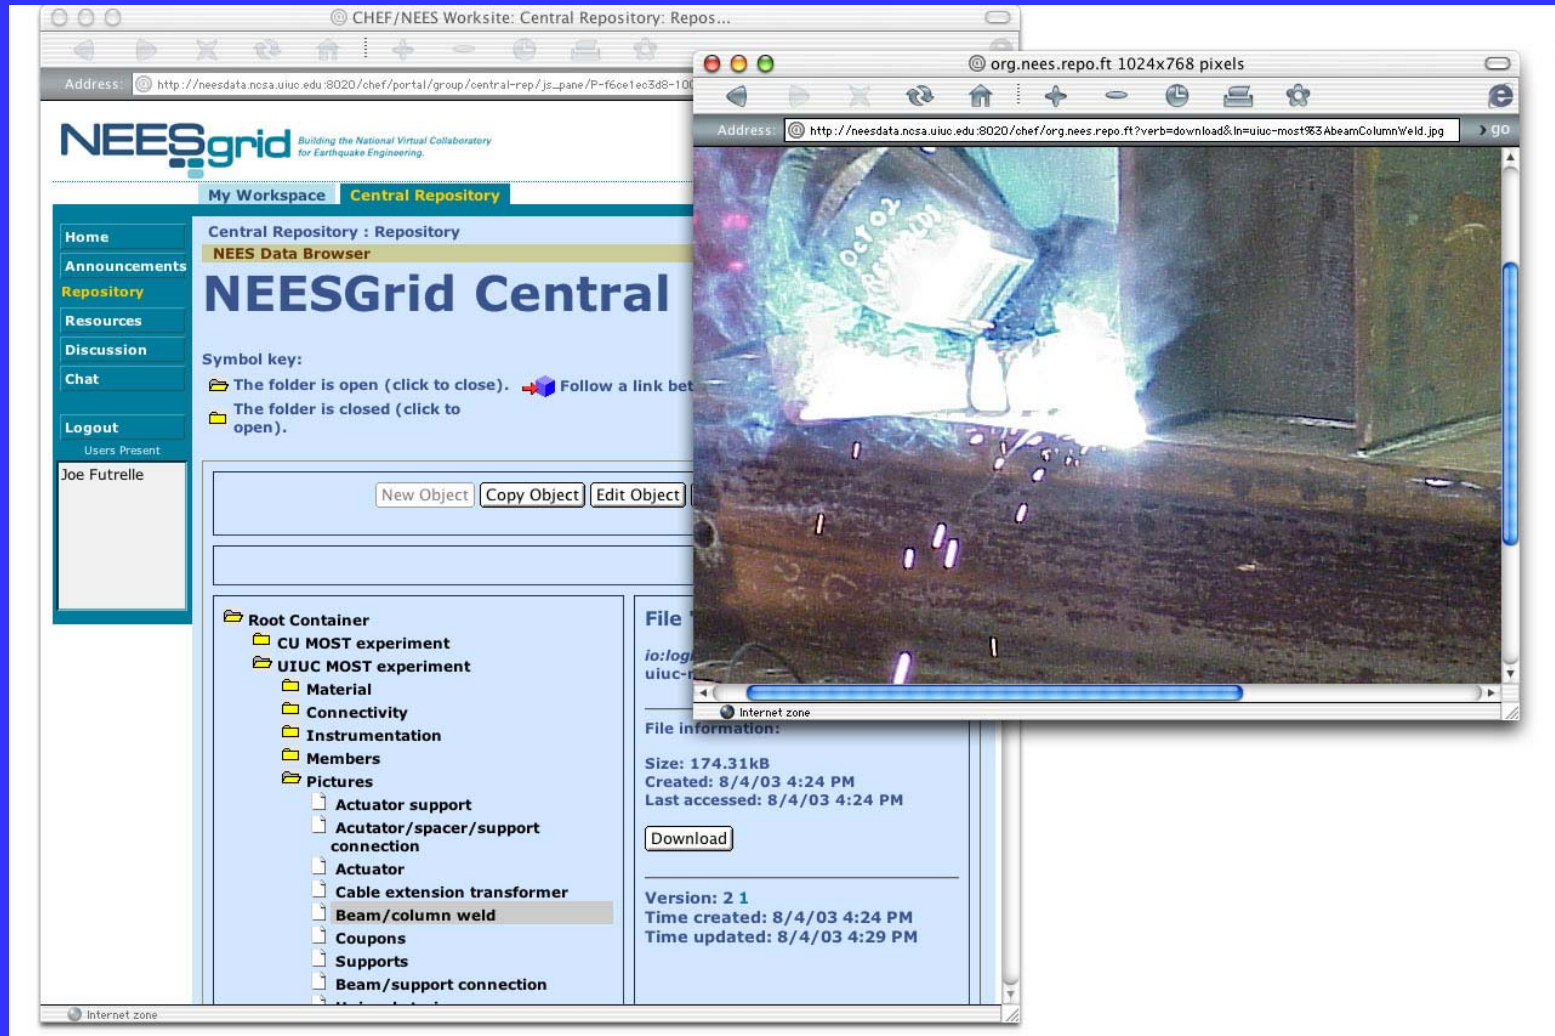 CHEF/NEES Worksite: Central Repository: Repos...
Address: http://neesdata.ncsa.uiuc.edu:8020/chef/portal/group/central-rep/js_pane/P-f6ce1ec3d8-100
NEESgrid
Building the National Virtual Collaboratory
for Earthquake Engineering.
My Workspace
Central Repository
Home
Announcements
Repository
Resources
Discussion
Chat
Logout
Users Present
Joe Futrelle
Central Repository : Repository
NEES Data Browser
NEESGrid Central
Symbol key:
The folder is open (click to close).
Follow a link bet
The folder is closed (click to
open).
New Object
Copy Object
Edit Object
Root Container
CU MOST experiment
UIUC MOST experiment
Material
Connectivity
Instrumentation
Members
Pictures
Actuator support
Acutator/spacer/support
connection
Actuator
Cable extension transformer
Beam/column weld
Coupons
Supports
Beam/support connection
File
io:logi
File information:
Size: 174.31kB
Created: 8/4/03 4:24 PM
Last accessed: 8/4/03 4:24 PM
Download
Version: 2 1
Time created: 8/4/03 4:24 PM
Time updated: 8/4/03 4:29 PM
Internet zone
org.nees.repo.ft 1024x768 pixels
Address: http://neesdata.ncsa.uiuc.edu:8020/chef/org.nees.repo.ft?verb=download&ln=uiuc-most%3AbeamColumnWeld.jpg
go
Internet zone